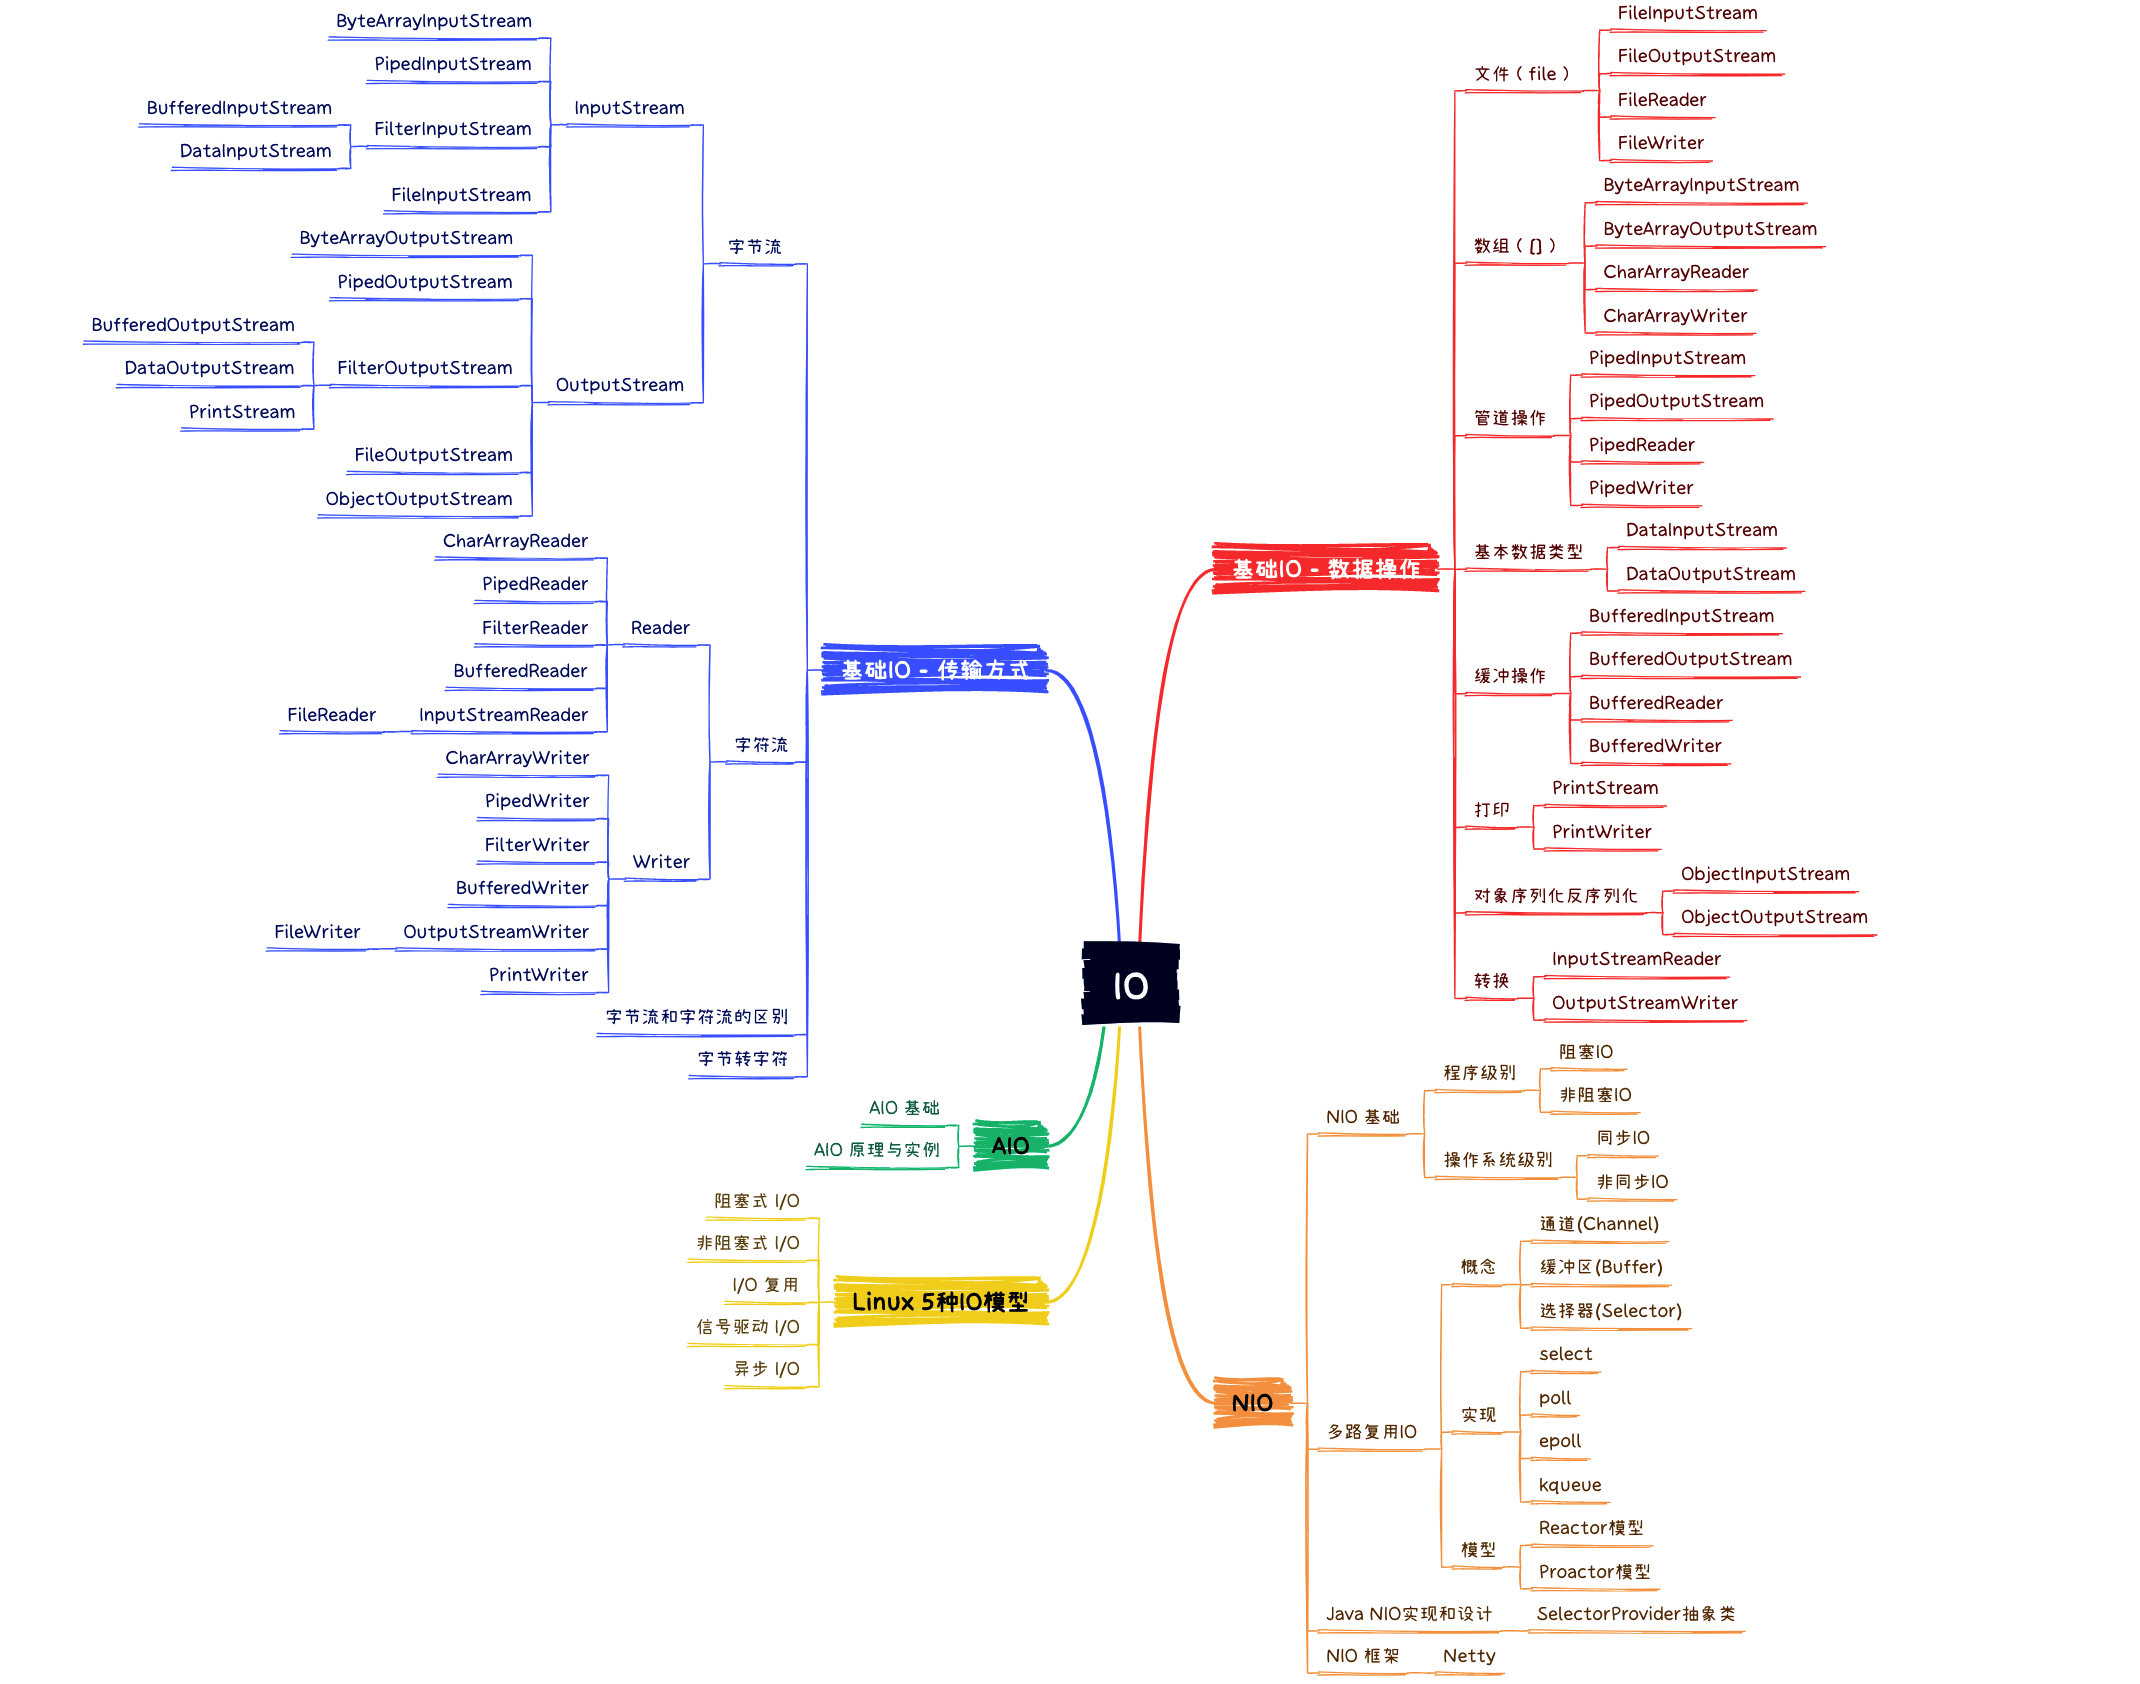 IO
基础IO - 传输方式
字节流
InputStream
ByteArrayInputStream
PipedInputStream
FilterInputStream
BufferedInputStream
DataInputStream
FileInputStream
OutputStream
ByteArrayOutputStream
PipedOutputStream
FilterOutputStream
BufferedOutputStream
DataOutputStream
PrintStream
FileOutputStream
ObjectOutputStream
字符流
Reader
CharArrayReader
PipedReader
FilterReader
BufferedReader
InputStreamReader
FileReader
Writer
CharArrayWriter
PipedWriter
FilterWriter
BufferedWriter
OutputStreamWriter
FileWriter
PrintWriter
字节流和字符流的区别
字节转字符
AIO
AIO 基础
AIO 原理与实例
Linux 5种IO模型
阻塞式 I/O
非阻塞式 I/O
I/O 复用
信号驱动 I/O
异步 I/O
基础IO - 数据操作
文件（file）
FileInputStream
FileOutputStream
FileReader
FileWriter
数组（[]）
ByteArrayInputStream
ByteArrayOutputStream
CharArrayReader
CharArrayWriter
管道操作
PipedInputStream
PipedOutputStream
PipedReader
PipedWriter
基本数据类型
DataInputStream
DataOutputStream
缓冲操作
BufferedInputStream
BufferedOutputStream
BufferedReader
BufferedWriter
打印
PrintStream
PrintWriter
对象序列化反序列化
ObjectInputStream
ObjectOutputStream
转换
InputStreamReader
OutputStreamWriter
NIO
NIO 基础
程序级别
阻塞IO
非阻塞IO
操作系统级别
同步IO
非同步IO
多路复用IO
概念
通道(Channel)
缓冲区(Buffer)
选择器(Selector)
实现
select
poll
epoll
kqueue
模型
Reactor模型
Proactor模型
Java NIO实现和设计
SelectorProvider抽象类
NIO 框架
Netty